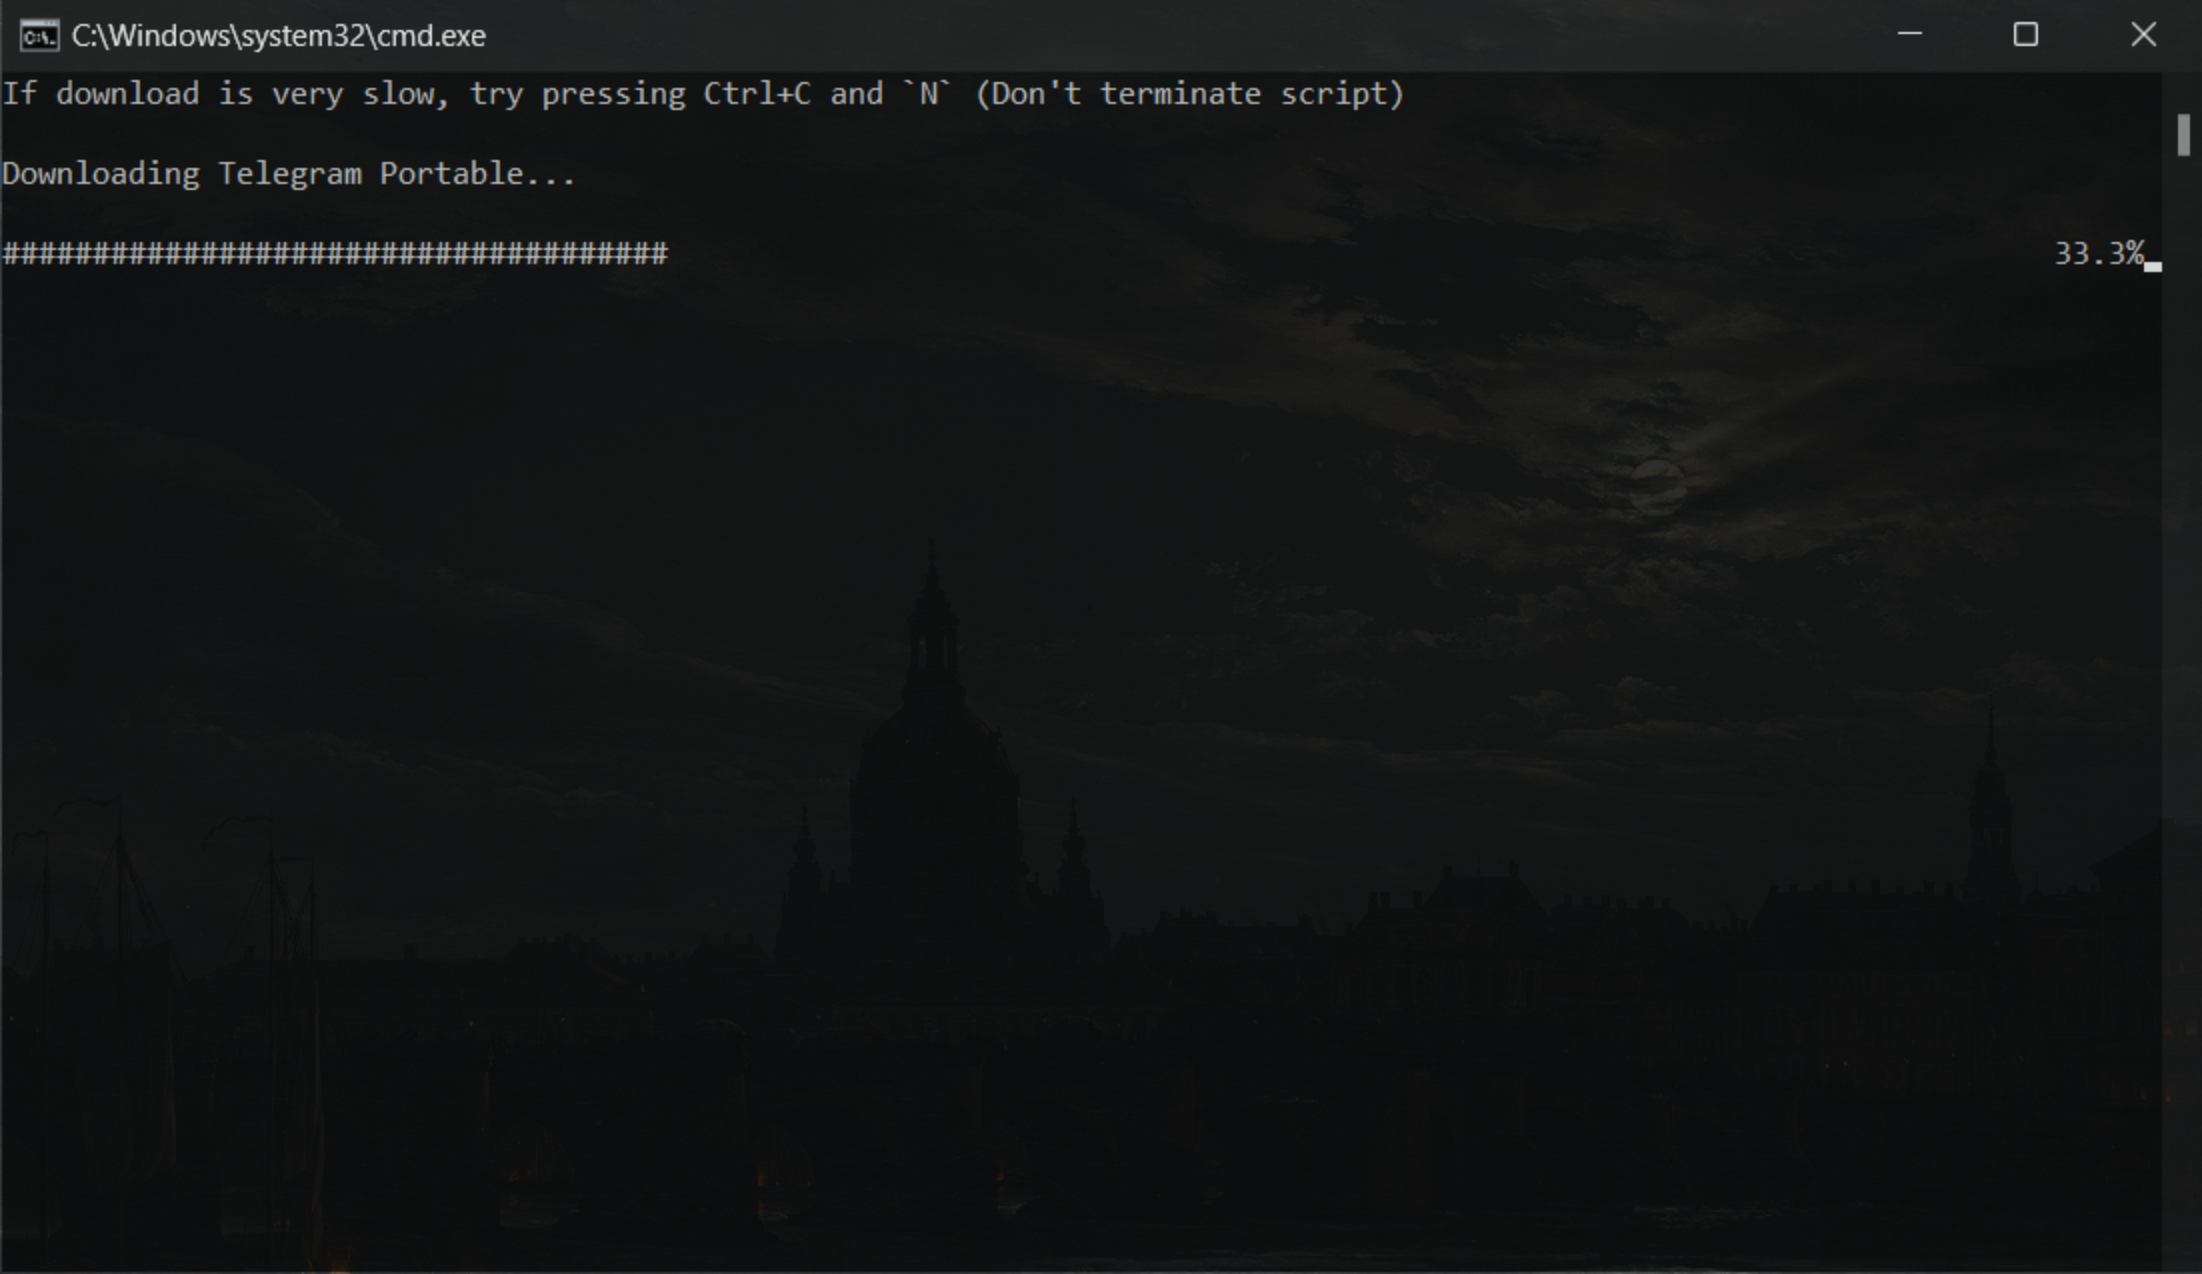 C:\Windows\system32\cmd.exe
If download is very slow, try pressing Ctrl+C and `N` (Don't terminate script)
Downloading Telegram Portable...
##################################### 33.3%